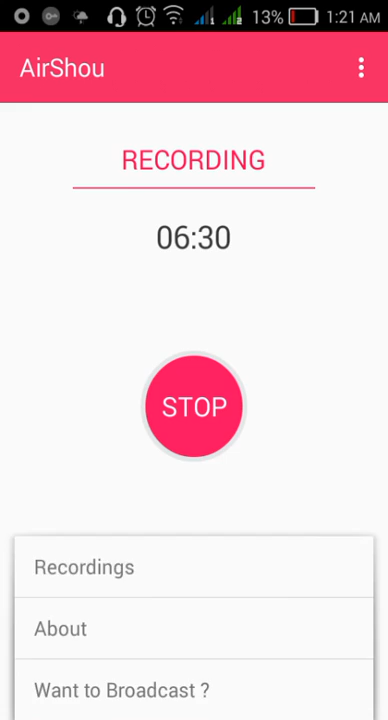 13% 1:21 AM
AirShou
RECORDING
06:30
STOP
Recordings
About
Want to Broadcast ?